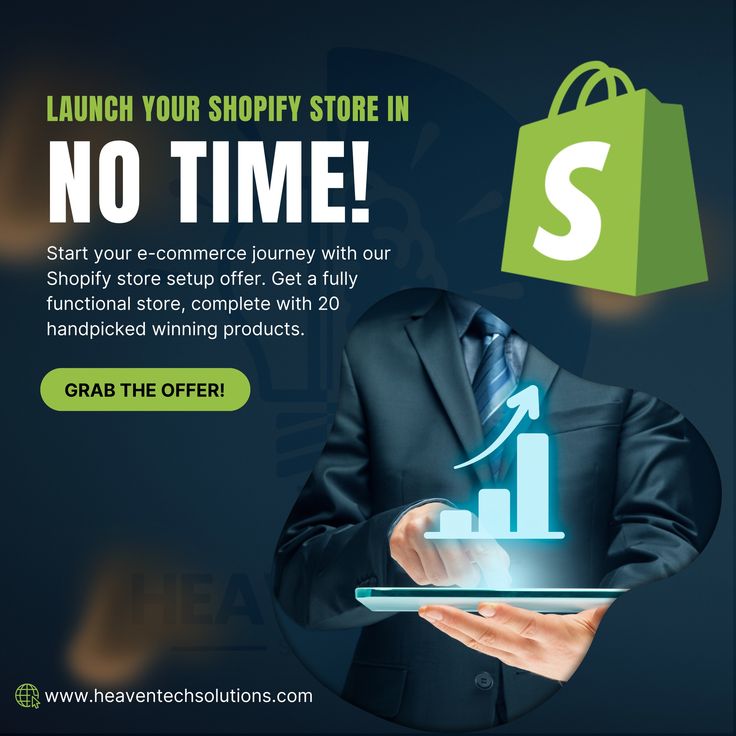 LAUNCH YOUR SHOPIFY STORE IN
NO TIME!
Start your e-commerce journey with our
Shopify store setup offer. Get a fully
functional store, complete with 20
handpicked winning products.
GRAB THE OFFER!
S
www.heaventechsolutions.com